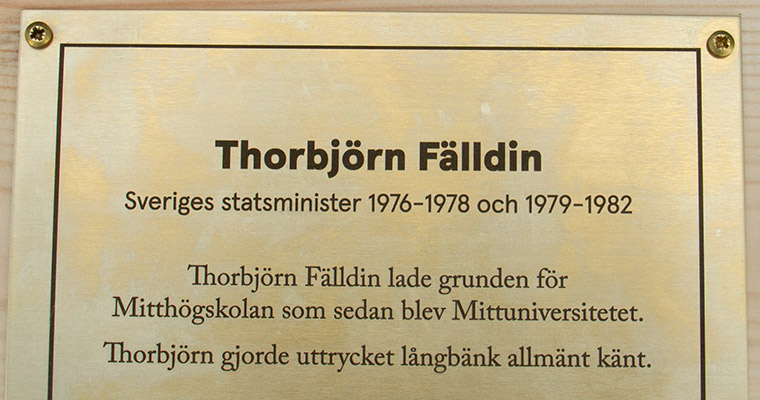 Thorbjörn Fälldin
Sveriges statsminister 1976-1978 och 1979-1982
Thorbjörn Fälldin lade grunden för
Mitthögskolan som sedan blev Mittuniversitetet.
Thorbjörn gjorde uttrycket långbänk allmänt känt.